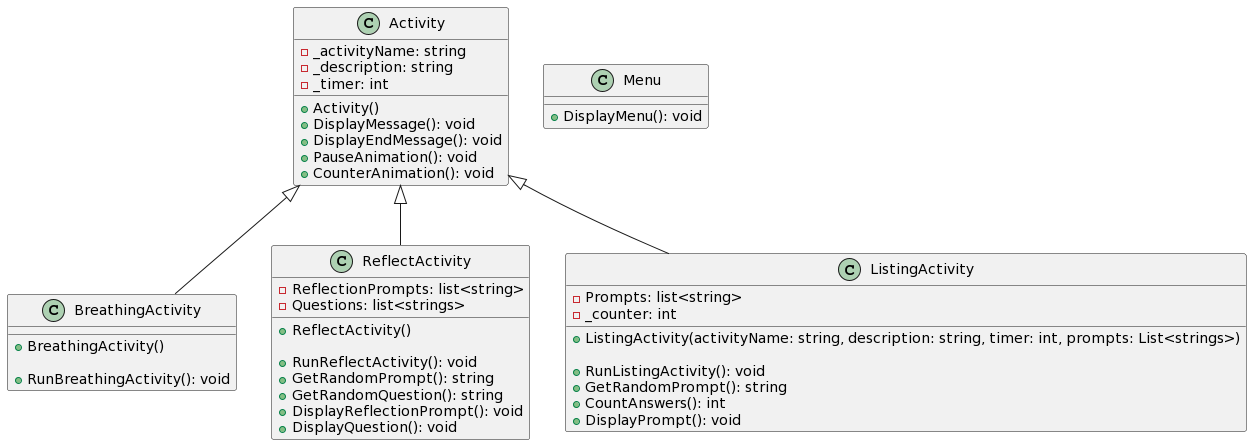 C Activity
_activityName: string
_description: string
_timer: int
Activity()
DisplayMessage(): void
DisplayEndMessage(): void
PauseAnimation(): void
CounterAnimation(): void
C Menu
DisplayMenu(): void
C BreathingActivity
BreathingActivity()
RunBreathingActivity(): void
C ReflectActivity
ReflectionPrompts: list<string>
Questions: list<strings>
ReflectActivity()
RunReflectActivity(): void
GetRandomPrompt(): string
GetRandomQuestion(): string
DisplayReflectionPrompt(): void
DisplayQuestion(): void
C ListingActivity
Prompts: list<string>
_counter: int
ListingActivity(activityName: string, description: string, timer: int, prompts: List<strings>)
RunListingActivity(): void
GetRandomPrompt(): string
CountAnswers(): int
DisplayPrompt(): void